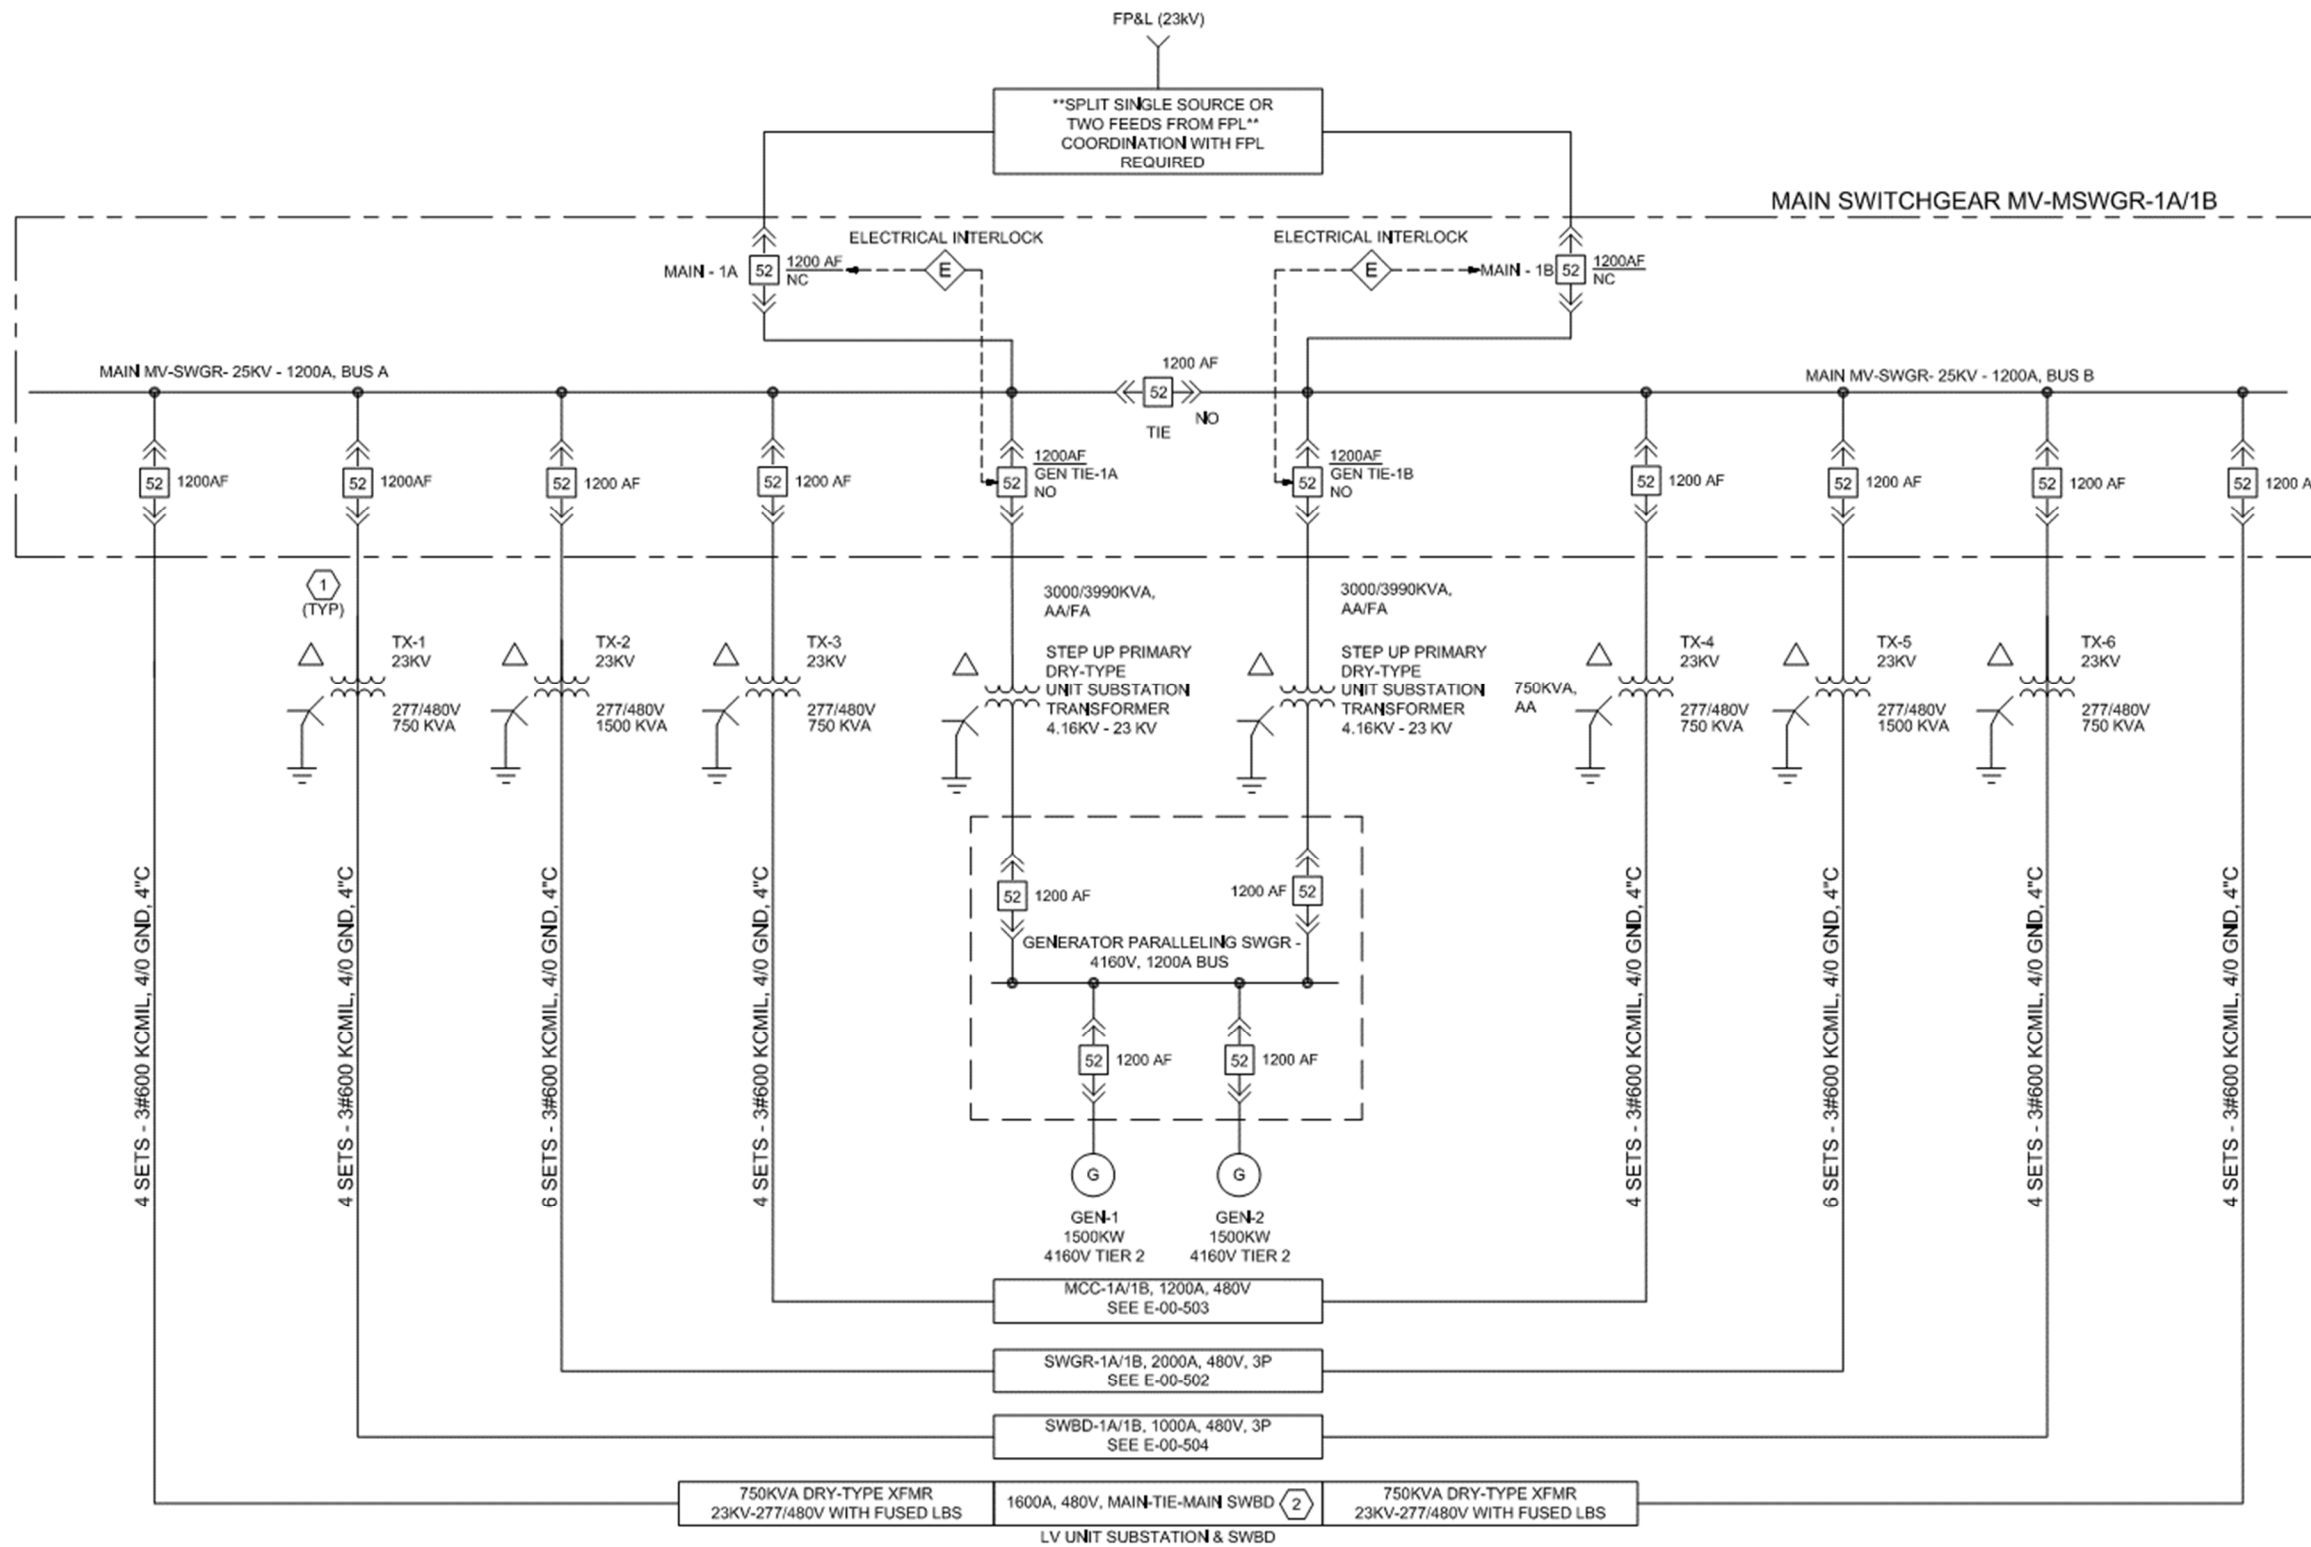 FP&L (23kV)
**SPLIT SINGLE SOURCE OR
TWO FEEDS FROM FPL**
COORDINATION WITH FPL
REQUIRED
MAIN SWITCHGEAR MV-MSWGR-1A/1B
ELECTRICAL INTERLOCK
ELECTRICAL INTERLOCK
MAIN - 1A
52
1200 AF
NC
E
E
MAIN - 1B
52
1200AF
NC
MAIN MV-SWGR- 25KV - 1200A, BUS A
1200 AF
52
NO
TIE
MAIN MV-SWGR- 25KV - 1200A, BUS B
52
1200AF
52
1200AF
52
1200 AF
52
1200 AF
52
1200AF
GEN TIE-1A
NO
52
1200AF
GEN TIE-1B
NO
52
1200 AF
52
1200 AF
52
1200 AF
52
1200 A
1
(TYP)
TX-1
23KV
277/480V
750 KVA
TX-2
23KV
277/480V
1500 KVA
TX-3
23KV
277/480V
750 KVA
3000/3990KVA,
AA/FA
STEP UP PRIMARY
DRY-TYPE
UNIT SUBSTATION
TRANSFORMER
4.16KV - 23 KV
3000/3990KVA,
AA/FA
STEP UP PRIMARY
DRY-TYPE
UNIT SUBSTATION
TRANSFORMER
4.16KV - 23 KV
750KVA,
AA
TX-4
23KV
277/480V
750 KVA
TX-5
23KV
277/480V
1500 KVA
TX-6
23KV
277/480V
750 KVA
4 SETS - 3#600 KCMIL, 4/0 GND, 4"C
4 SETS - 3#600 KCMIL, 4/0 GND, 4"C
6 SETS - 3#600 KCMIL, 4/0 GND, 4"C
4 SETS - 3#600 KCMIL, 4/0 GND, 4"C
52
1200 AF
1200 AF
52
GENERATOR PARALLELING SWGR -
4160V, 1200A BUS
52
1200 AF
52
1200 AF
G
G
GEN-1
1500KW
4160V TIER 2
GEN-2
1500KW
4160V TIER 2
4 SETS - 3#600 KCMIL, 4/0 GND, 4"C
6 SETS - 3#600 KCMIL, 4/0 GND, 4"C
4 SETS - 3#600 KCMIL, 4/0 GND, 4"C
4 SETS - 3#600 KCMIL, 4/0 GND, 4"C
MCC-1A/1B, 1200A, 480V
SEE E-00-503
SWGR-1A/1B, 2000A, 480V, 3P
SEE E-00-502
SWBD-1A/1B, 1000A, 480V, 3P
SEE E-00-504
750KVA DRY-TYPE XFMR
23KV-277/480V WITH FUSED LBS
1600A, 480V, MAIN-TIE-MAIN SWBD
2
750KVA DRY-TYPE XFMR
23KV-277/480V WITH FUSED LBS
LV UNIT SUBSTATION & SWBD